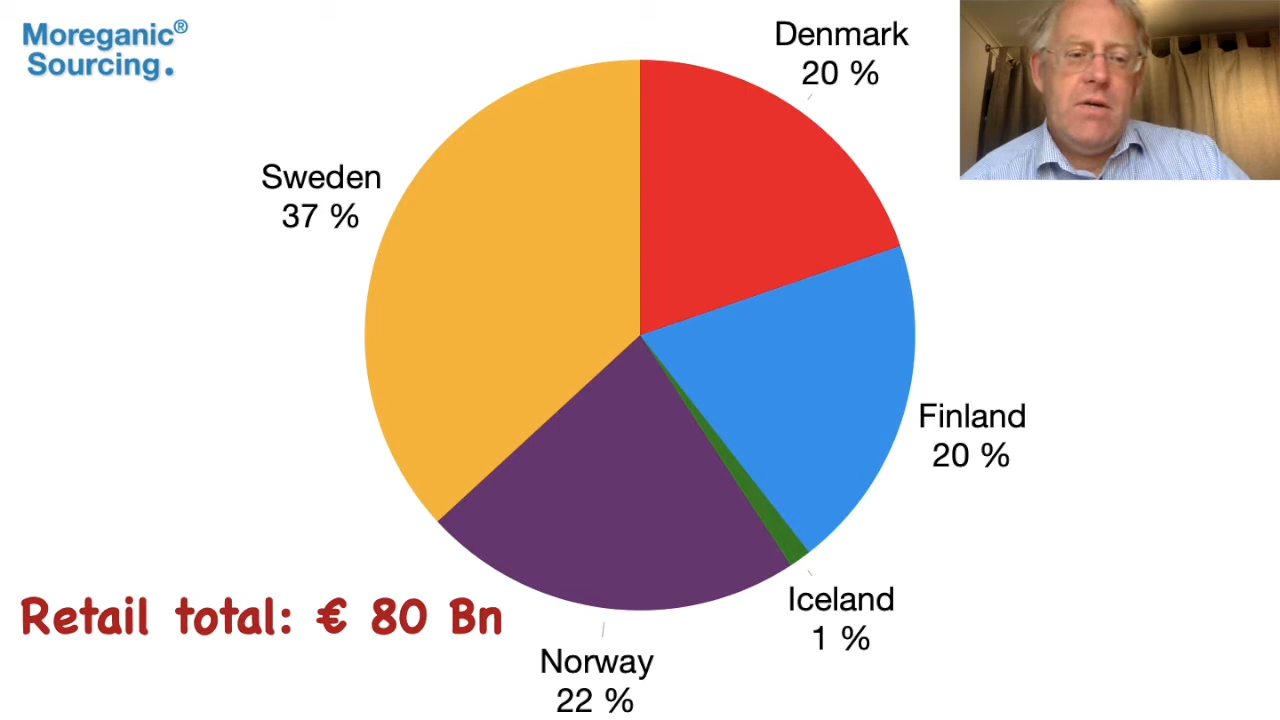 Moreganic®
Sourcing.
Denmark
20 %
Sweden
37 %
Finland
20 %
Iceland
1 %
Retail total: € 80 Bn
Norway
22 %